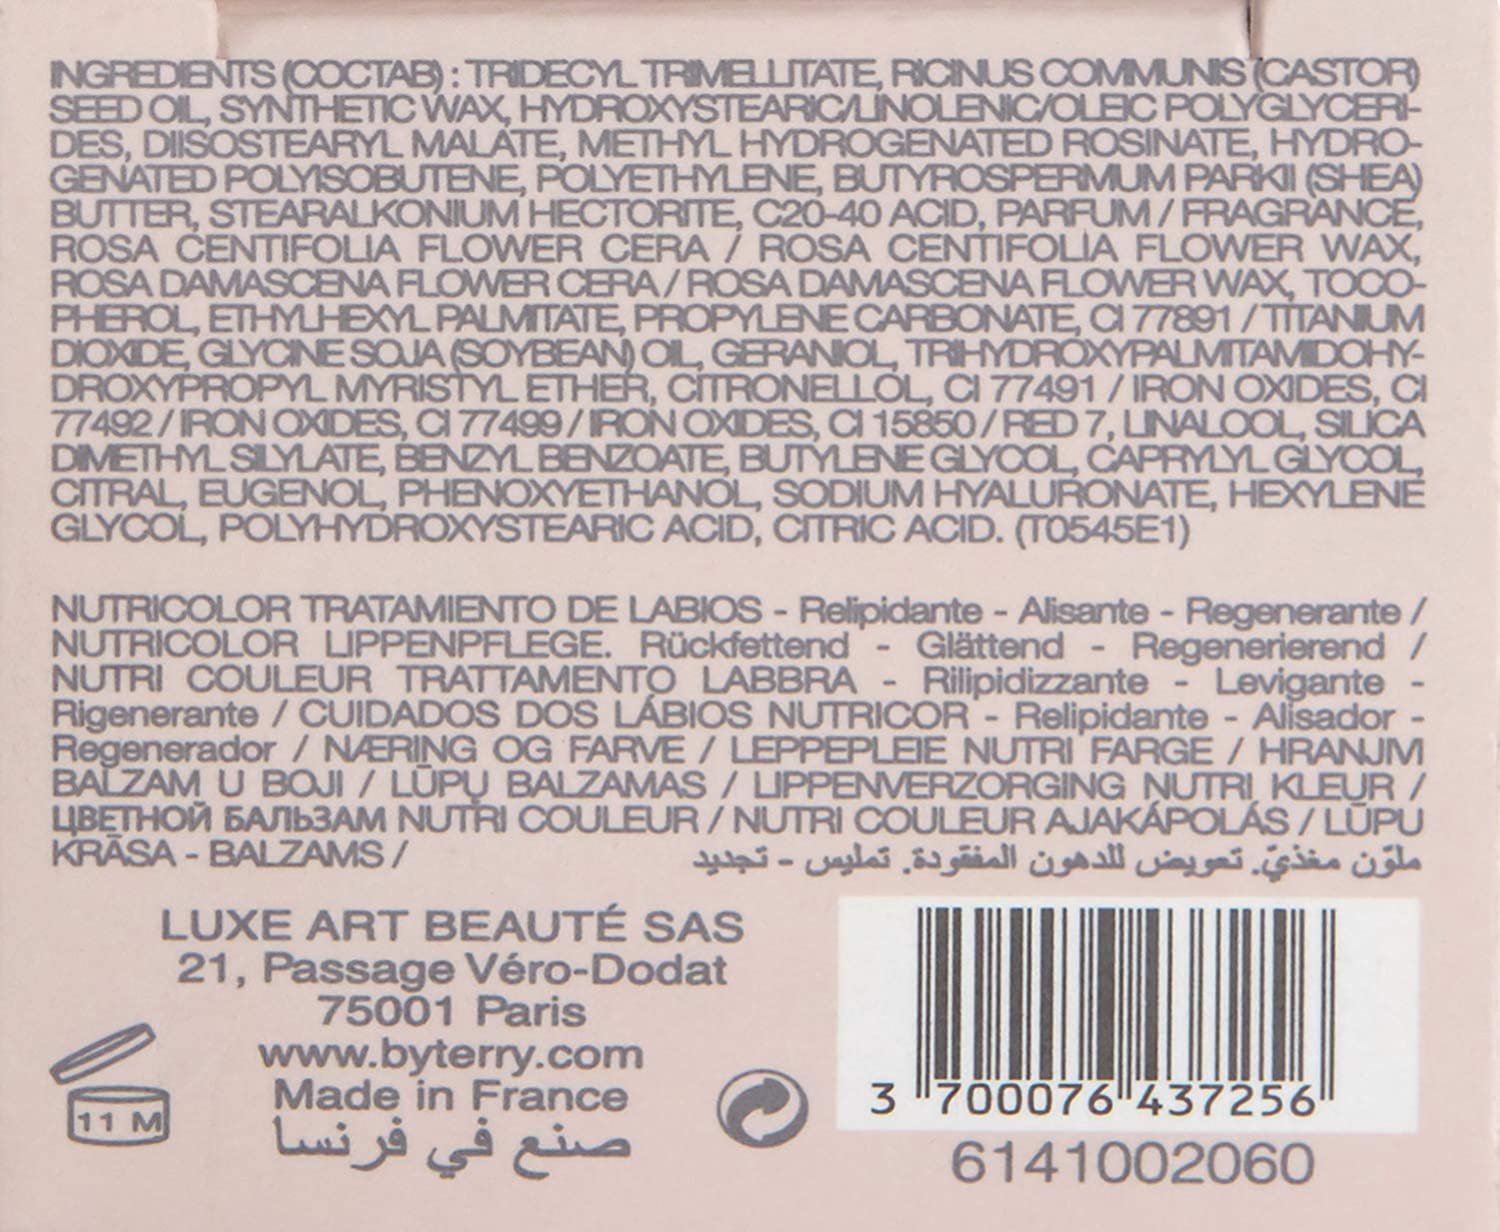 INGREDIENTS (COCTAB) : TRIDECYL TRIMELLITATE, RICINUS COMMUNIS (CASTOR)
SEED OIL, SYNTHETIC WAX, HYDROXYSTEARIC/LINOLENIC/OLEIC POLYGLYCERI-
DES, DIISOSTEARYL MALATE, METHYL HYDROGENATED ROSINATE, HYDRO-
GENATED POLYISOBUTENE, POLYETHYLENE, BUTYROSPERMUM PARKII (SHEA)
BUTTER, STEARALKONIUM HECTORITE, C20-40 ACID, PARFUM / FRAGRANCE,
ROSA CENTIFOLIA FLOWER CERA / ROSA CENTIFOLIA FLOWER WAX,
ROSA DAMASCENA FLOWER CERA / ROSA DAMASCENA FLOWER WAX, TOCO-
PHEROL, ETHYLHEXYL PALMITATE, PROPYLENE CARBONATE, CI 77891 / TITANIUM
DIOXIDE, GLYCINE SOJA (SOYBEAN) OIL, GERANIOL, TRIHYDROXYPALMITAMIDOHY-
DROXYPROPYL MYRISTYL ETHER, CITRONELLOL, CI 77491 / IRON OXIDES, CI
77492 / IRON OXIDES, CI 77499 / IRON OXIDES, CI 15850 / RED 7, LINALOOL, SILICA
DIMETHYL SILYLATE, BENZYL BENZOATE, BUTYLENE GLYCOL, CAPRYLYL GLYCOL,
CITRAL, EUGENOL, PHENOXYETHANOL, SODIUM HYALURONATE, HEXYLENE
GLYCOL, POLYHYDROXYSTEARIC ACID, CITRIC ACID. (T0545E1)
NUTRICOLOR TRATAMIENTO DE LABIOS - Relipidante - Alisante - Regenerante /
NUTRICOLOR LIPPENPFLEGE. Rückfettend - Glättend - Regenerierend /
NUTRI COULEUR TRATTAMENTO LABBRA - Rilipidizzante - Levigante -
Rigenerante / CUIDADOS DOS LÁBIOS NUTRICOR - Relipidante - Alisador -
Regenerador / NÆRING OG FARVE / LEPPEPLEIE NUTRI FARGE / HRANJM
BALZAM U BOJI / LŪPŲ BALZAMAS / LIPPENVERZORGING NUTRI KLEUR /
ЦВЕТНОЙ БАЛЬЗАМ NUTRI COULEUR / NUTRI COULEUR AJAKÁPOLÁS / LŪPU
KRĀSA - BALZAMS / ملوّن مغذيّ. تعويض للدهون المفقودة. تمليس - تجديد
LUXE ART BEAUTÉ SAS
21, Passage Véro-Dodat
75001 Paris
www.byterry.com
Made in France
صنع في فرنسا
11 M
3 700076 437256
6141002060